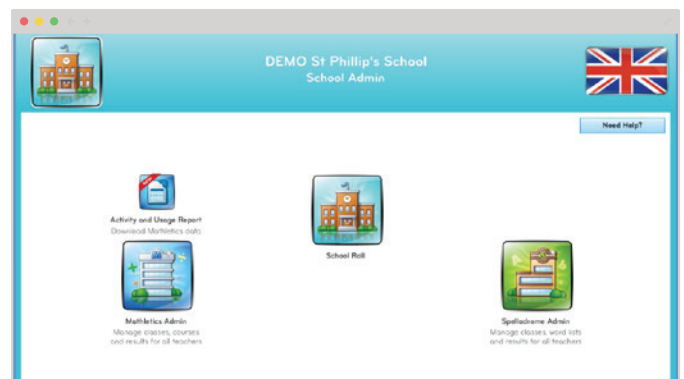 DEMO St Phillip's School
School Admin
Need Help?
NEW
Activity and Usage Report
Download Mathletics data
School Roll
Mathletics Admin
Manage classes, courses
and results for all teachers
Spellodrome Admin
Manage classes, word lists
and results for all teachers